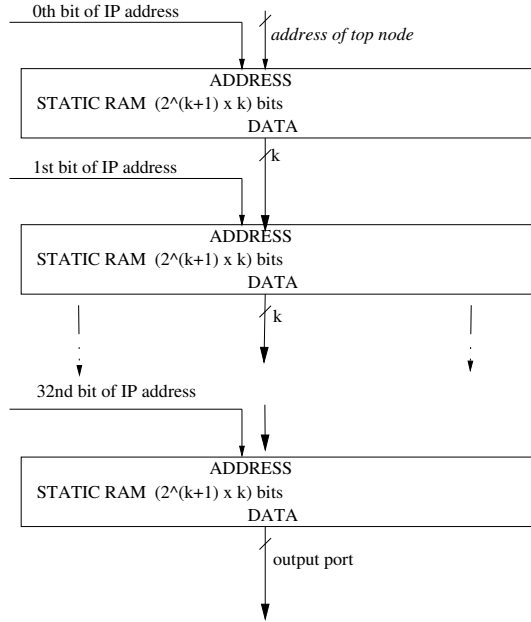 0th bit of IP address
address of top node
ADDRESS
STATIC RAM (2^(k+1) x k) bits
DATA
k
1st bit of IP address
ADDRESS
STATIC RAM (2^(k+1) x k) bits
DATA
k
32nd bit of IP address
ADDRESS
STATIC RAM (2^(k+1) x k) bits
DATA
output port